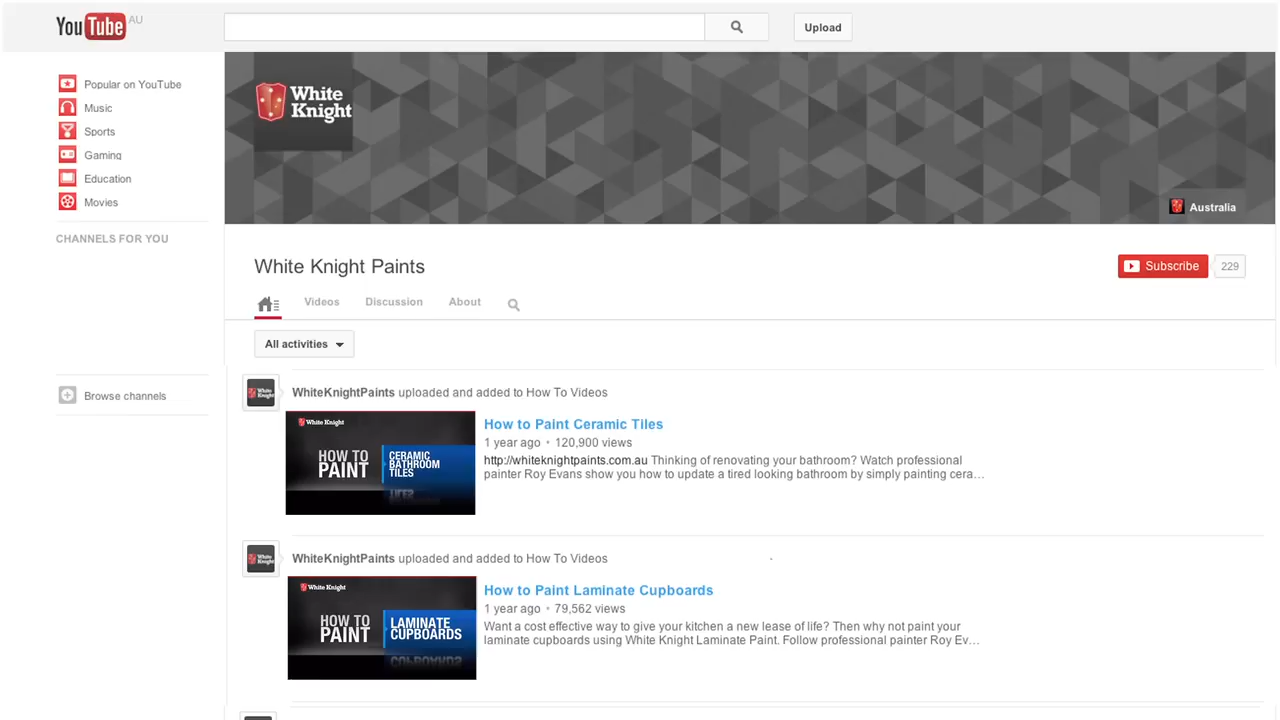 YouTube AU
Upload
Popular on YouTube
Music
Sports
Gaming
Education
Movies
CHANNELS FOR YOU
Browse channels
White
Knight
Australia
White Knight Paints
Subscribe 229
Videos Discussion About
All activities
WhiteKnightPaints uploaded and added to How To Videos
White Knight
HOW TO
PAINT
CERAMIC
BATHROOM
TILES
How to Paint Ceramic Tiles
1 year ago • 120,900 views
http://whiteknightpaints.com.au Thinking of renovating your bathroom? Watch professional
painter Roy Evans show you how to update a tired looking bathroom by simply painting cera...
WhiteKnightPaints uploaded and added to How To Videos
White Knight
HOW TO
PAINT
LAMINATE
CUPBOARDS
How to Paint Laminate Cupboards
1 year ago • 79,562 views
Want a cost effective way to give your kitchen a new lease of life? Then why not paint your
laminate cupboards using White Knight Laminate Paint. Follow professional painter Roy Ev...